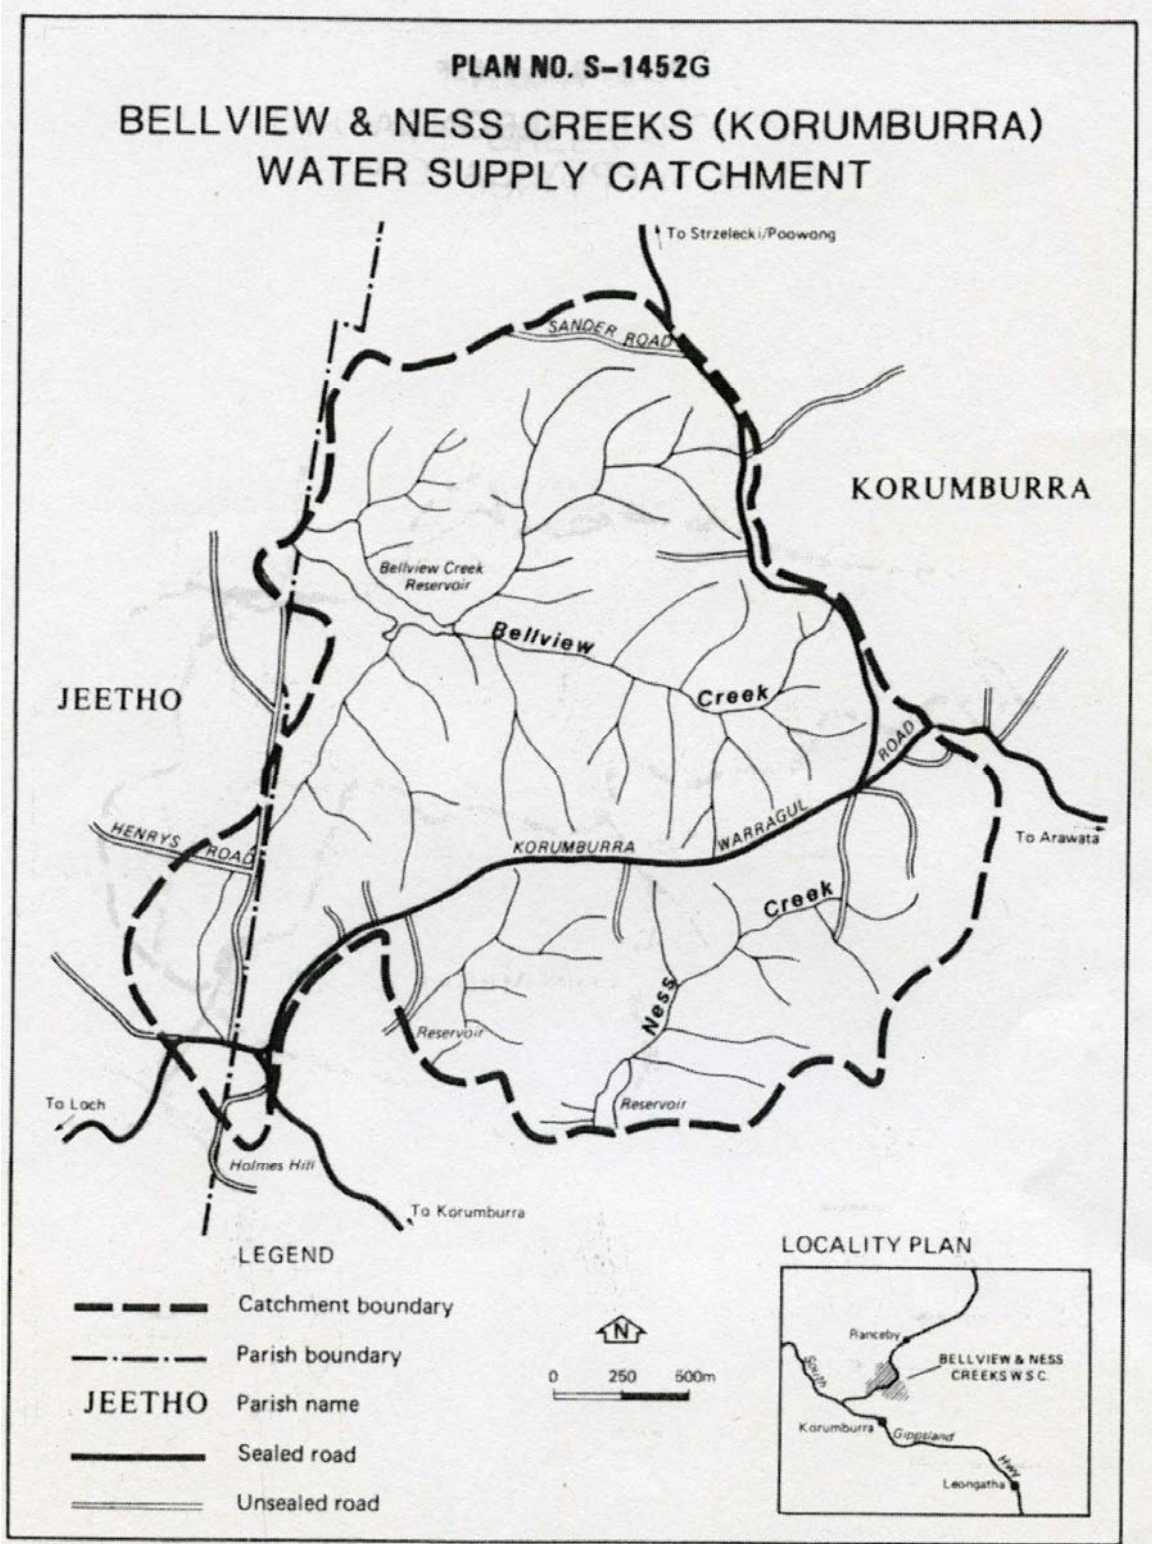 PLAN NO. S-1452G
BELLVIEW & NESS CREEKS (KORUMBURRA)
WATER SUPPLY CATCHMENT
To Strzelecki/Poowong
SANDER ROAD
KORUMBURRA
Bellview Creek
Reservoir
Bellview
Creek
JEETHO
ROAD
HENRYS ROAD
KORUMBURRA
WARRAGUL
To Arawata
Creek
Ness
Reservoir
Reservoir
To Loch
Holmes Hill
To Korumburra
LEGEND
Catchment boundary
Parish boundary
JEETHO Parish name
Sealed road
Unsealed road
N
0 250 500m
LOCALITY PLAN
Ranceby
BELLVIEW & NESS
CREEKS W S C.
South
Korumburra
Gippsland
Hwy
Leongatha